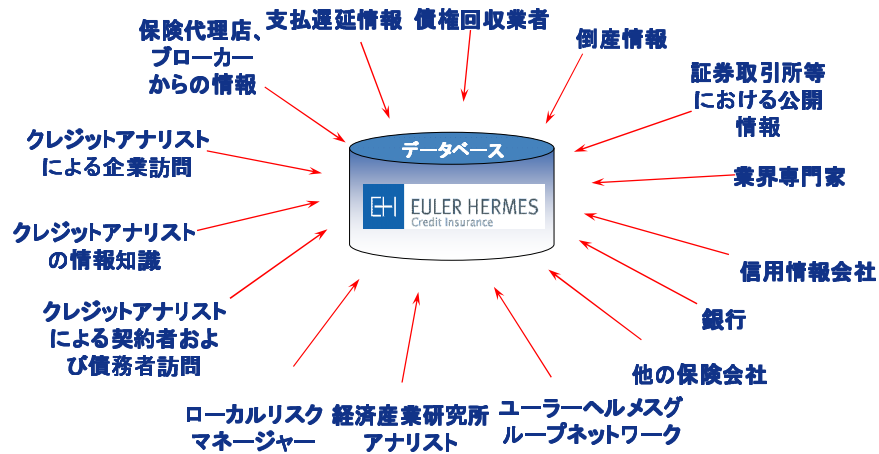 保険代理店、
ブローカー
からの情報
支払遅延情報
債権回収業者
倒産情報
証券取引所等
における公開
情報
クレジットアナリスト
による企業訪問
データベース
業界専門家
EH EULER HERMES
Credit Insurance
クレジットアナリスト
の情報知識
信用情報会社
クレジットアナリスト
による契約者およ
び債務者訪問
銀行
他の保険会社
ローカルリスク
マネージャー
経済産業研究所
アナリスト
ユーラーヘルメスグ
ループネットワーク